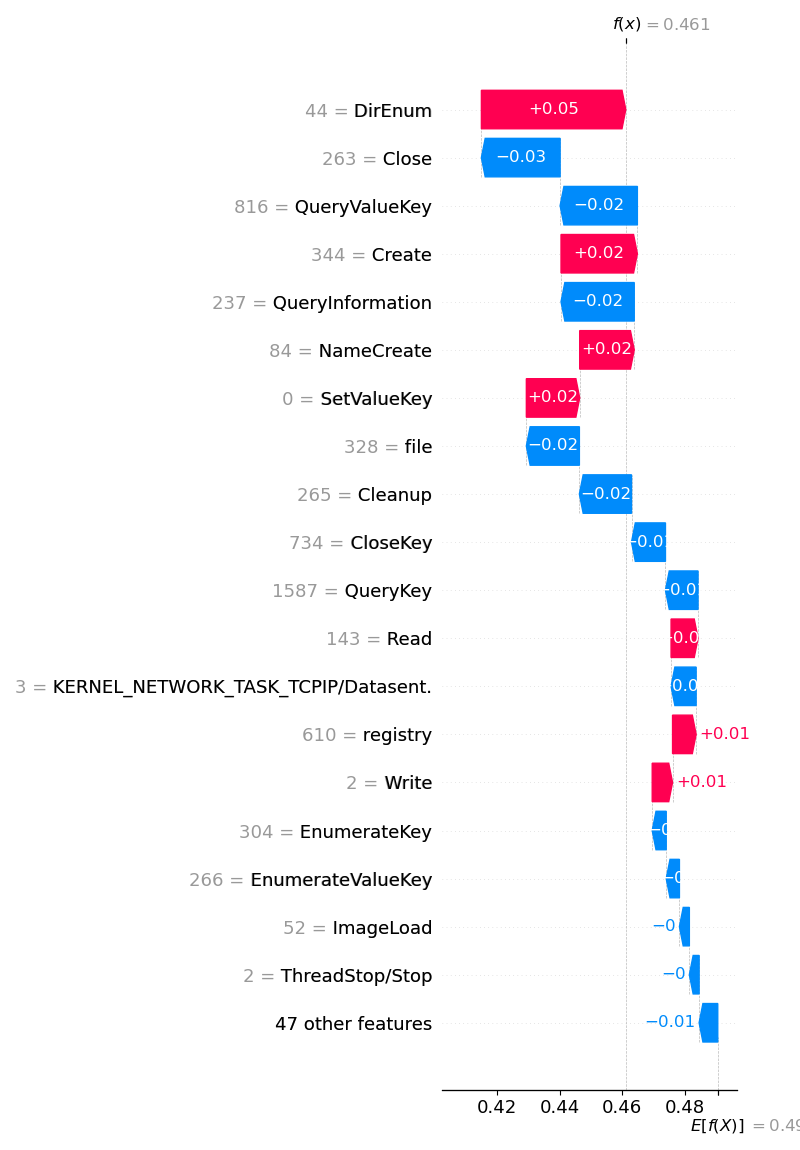 f(x) = 0.461
44 = DirEnum +0.05
263 = Close −0.03
816 = QueryValueKey −0.02
344 = Create +0.02
237 = QueryInformation −0.02
84 = NameCreate +0.02
0 = SetValueKey +0.02
328 = file −0.02
265 = Cleanup −0.02
734 = CloseKey
1587 = QueryKey
143 = Read
3 = KERNEL_NETWORK_TASK_TCPIP/Datasent.
610 = registry +0.01
2 = Write +0.01
304 = EnumerateKey
266 = EnumerateValueKey
52 = ImageLoad −0
2 = ThreadStop/Stop −0
47 other features −0.01
0.42 0.44 0.46 0.48
E[f(X)] = 0.49